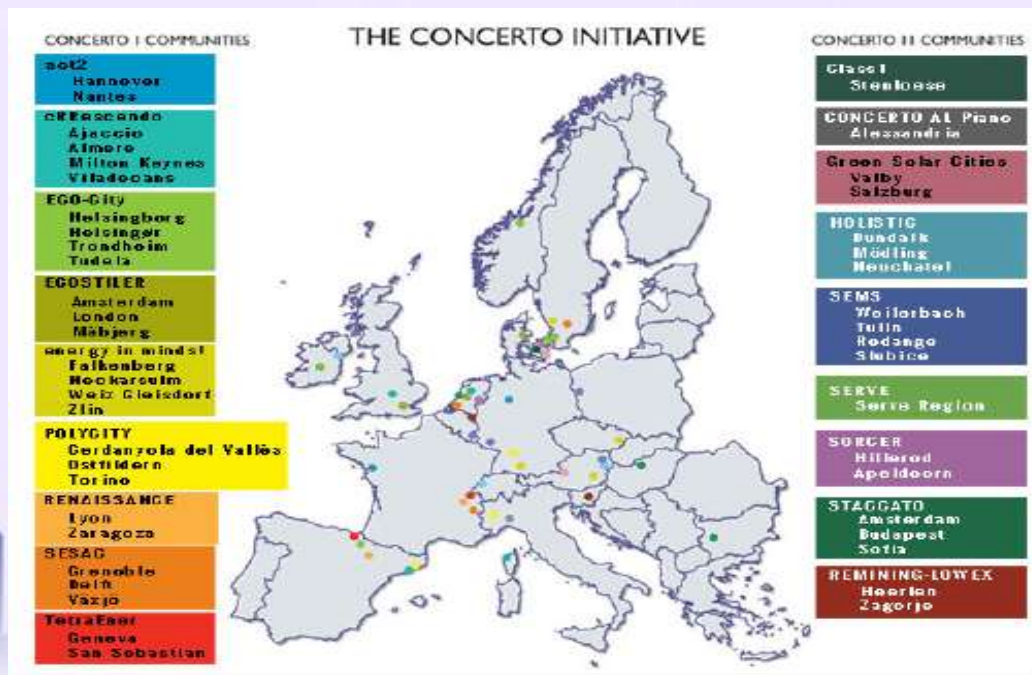 CONCERTO I COMMUNITIES
THE CONCERTO INITIATIVE
CONCERTO II COMMUNITIES
act2
Hannover
Nantes
cRRescendo
Ajaccio
Almere
Milton Keynes
Viladecans
ECO-City
Helsingborg
Helsingør
Trondheim
Tudela
ECOSTILER
Amsterdam
London
Måbjerg
energy in minds!
Falkenberg
Neckarsulm
Weiz Gleisdorf
Zlin
POLYCITY
Cerdanyola del Vallès
Ostfildern
Torino
RENAISSANCE
Lyon
Zaragoza
SESAC
Grenoble
Delft
Växjö
TetraEner
Geneva
San Sebastian
Class1
Stenloese
CONCERTO AL Piano
Alessandria
Green Solar Cities
Valby
Salzburg
HOLISTIC
Dundalk
Mödling
Neuchatel
SEMS
Weilerbach
Tulln
Redange
Slubice
SERVE
Serve Region
SORCER
Hillerod
Apeldoorn
STACCATO
Amsterdam
Budapest
Sofia
REMINING-LOWEX
Heerlen
Zagorje